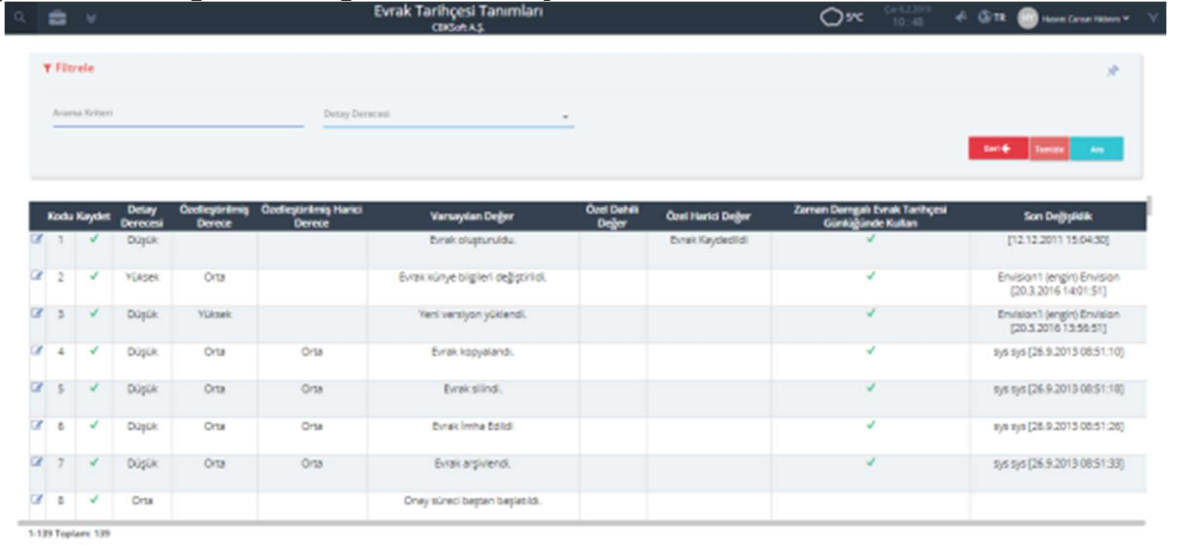 Evrak Tarihçesi Tanımları
CEKSoft A.Ş.
5°C
10:48
TR
HY
Filtrele
Arama Kriteri
Detay Derecesi
Geri
Temizle
Ara
Kodu Kaydet Detay Derecesi Özelleştirilmiş Derece Özelleştirilmiş Harici Derece Varsayılan Değer Özel Dahili Değer Özel Harici Değer Zaman Damgalı Evrak Tarihçesi Günlüğünde Kullan Son Değişiklik
1 Düşük Evrak oluşturuldu. Evrak Kaydedildi [12.12.2011 15:04:30]
2 Yüksek Orta Evrak künye bilgileri değiştirildi. Envision1 (engin) Envision [20.3.2016 14:01:51]
3 Düşük Yüksek Yeni versiyon yüklendi. Envision1 (engin) Envision [20.3.2016 13:56:51]
4 Düşük Orta Orta Evrak kopyalandı. sys sys [26.9.2013 08:51:10]
5 Düşük Orta Orta Evrak silindi. sys sys [26.9.2013 08:51:18]
6 Düşük Orta Orta Evrak İmha Edildi sys sys [26.9.2013 08:51:26]
7 Düşük Orta Orta Evrak arşivlendi. sys sys [26.9.2013 08:51:33]
8 Orta Onay süreci baştan başlatıldı.
1-139 Toplam: 139